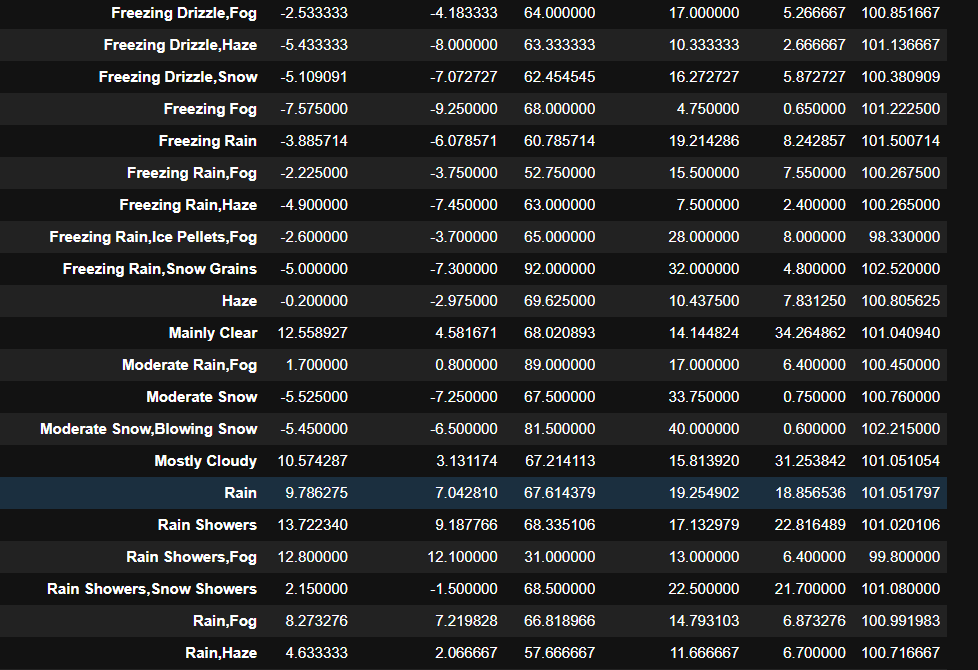 Freezing Drizzle,Fog -2.533333 -4.183333 64.000000 17.000000 5.266667 100.851667
Freezing Drizzle,Haze -5.433333 -8.000000 63.333333 10.333333 2.666667 101.136667
Freezing Drizzle,Snow -5.109091 -7.072727 62.454545 16.272727 5.872727 100.380909
Freezing Fog -7.575000 -9.250000 68.000000 4.750000 0.650000 101.222500
Freezing Rain -3.885714 -6.078571 60.785714 19.214286 8.242857 101.500714
Freezing Rain,Fog -2.225000 -3.750000 52.750000 15.500000 7.550000 100.267500
Freezing Rain,Haze -4.900000 -7.450000 63.000000 7.500000 2.400000 100.265000
Freezing Rain,Ice Pellets,Fog -2.600000 -3.700000 65.000000 28.000000 8.000000 98.330000
Freezing Rain,Snow Grains -5.000000 -7.300000 92.000000 32.000000 4.800000 102.520000
Haze -0.200000 -2.975000 69.625000 10.437500 7.831250 100.805625
Mainly Clear 12.558927 4.581671 68.020893 14.144824 34.264862 101.040940
Moderate Rain,Fog 1.700000 0.800000 89.000000 17.000000 6.400000 100.450000
Moderate Snow -5.525000 -7.250000 67.500000 33.750000 0.750000 100.760000
Moderate Snow,Blowing Snow -5.450000 -6.500000 81.500000 40.000000 0.600000 102.215000
Mostly Cloudy 10.574287 3.131174 67.214113 15.813920 31.253842 101.051054
Rain 9.786275 7.042810 67.614379 19.254902 18.856536 101.051797
Rain Showers 13.722340 9.187766 68.335106 17.132979 22.816489 101.020106
Rain Showers,Fog 12.800000 12.100000 31.000000 13.000000 6.400000 99.800000
Rain Showers,Snow Showers 2.150000 -1.500000 68.500000 22.500000 21.700000 101.080000
Rain,Fog 8.273276 7.219828 66.818966 14.793103 6.873276 100.991983
Rain,Haze 4.633333 2.066667 57.666667 11.666667 6.700000 100.716667